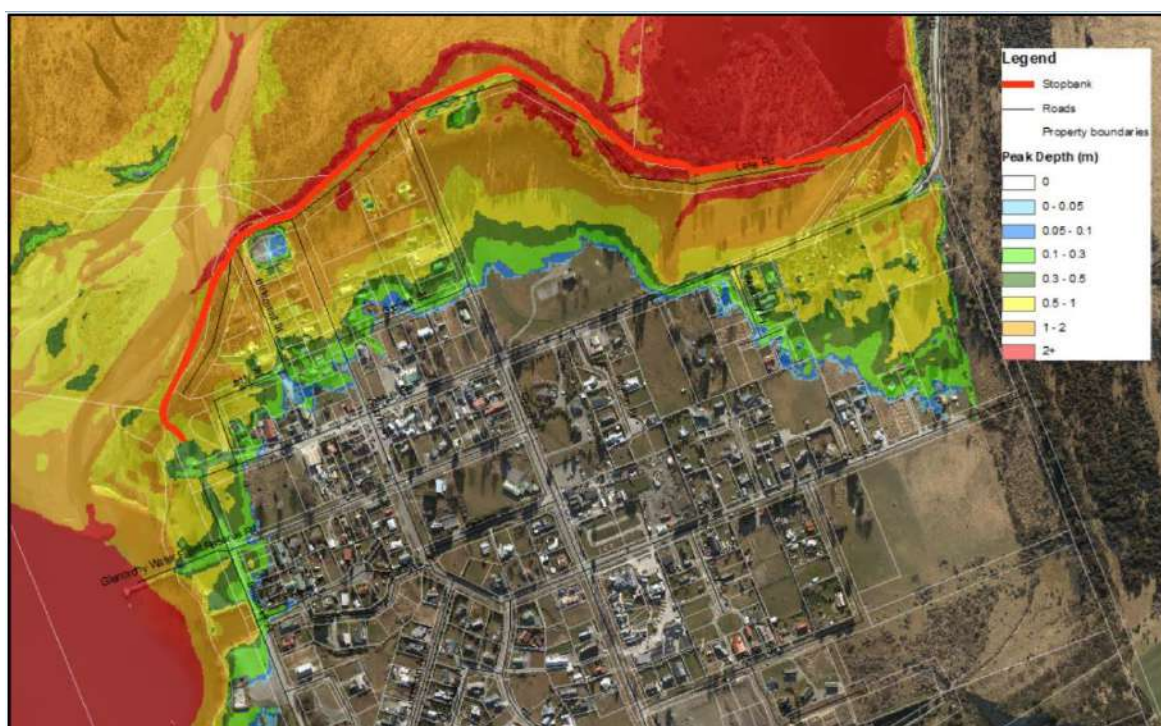 Legend
Stopbank
Roads
Property boundaries
Peak Depth (m)
0
0 - 0.05
0.05 - 0.1
0.1 - 0.3
0.3 - 0.5
0.5 - 1
1 - 2
2+